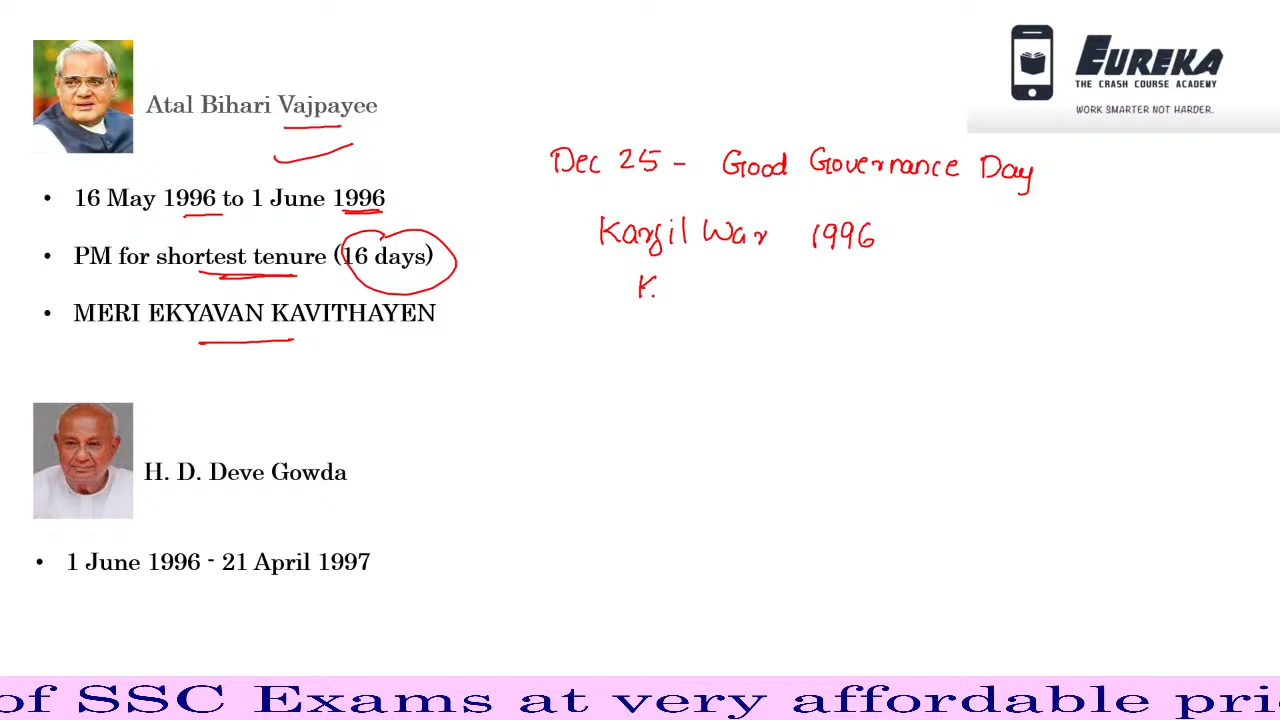 EUREKA
THE CRASH COURSE ACADEMY
WORK SMARTER NOT HARDER.
Atal Bihari Vajpayee
• 16 May 1996 to 1 June 1996
• PM for shortest tenure (16 days)
• MERI EKYAVAN KAVITHAYEN
Dec 25 - Good Governance Day
Kargil War 1996
K
H. D. Deve Gowda
• 1 June 1996 - 21 April 1997
of SSC Exams at very affordable pri